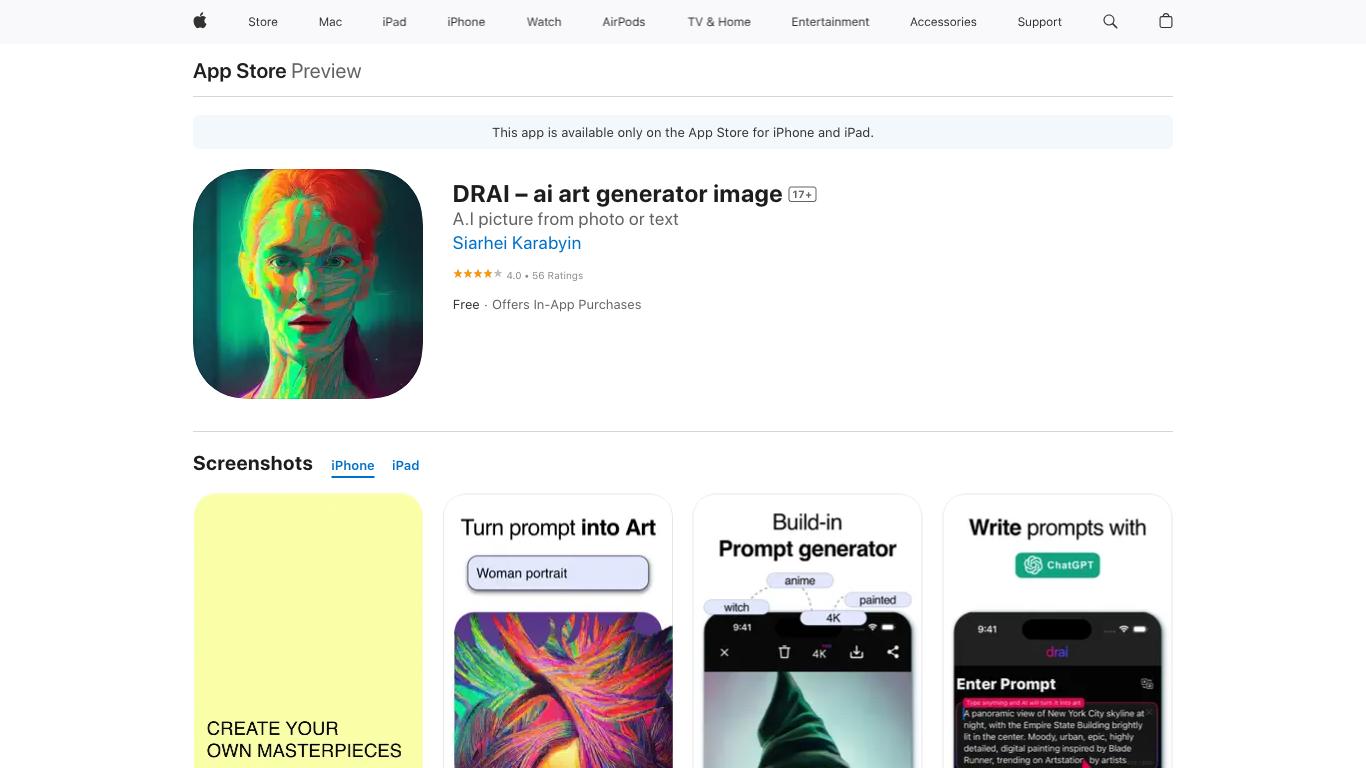 Store Mac iPad iPhone Watch AirPods TV & Home Entertainment Accessories Support
App Store Preview
This app is available only on the App Store for iPhone and iPad.
DRAI – ai art generator image 17+
A.I picture from photo or text
Siarhei Karabyin
4.0 • 56 Ratings
Free · Offers In-App Purchases
Screenshots iPhone iPad
CREATE YOUR
OWN MASTERPIECES
Turn prompt into Art
Woman portrait
Build-in
Prompt generator
anime
witch
painted
4K
9:41
4K
Write prompts with
ChatGPT
9:41
drai
Enter Prompt
Type anything and AI will turn it into art
A panoramic view of New York City skyline at
night, with the Empire State Building brightly
lit in the center. Moody, urban, epic, highly
detailed, digital painting inspired by Blade
Runner, trending on Artstation, by artists